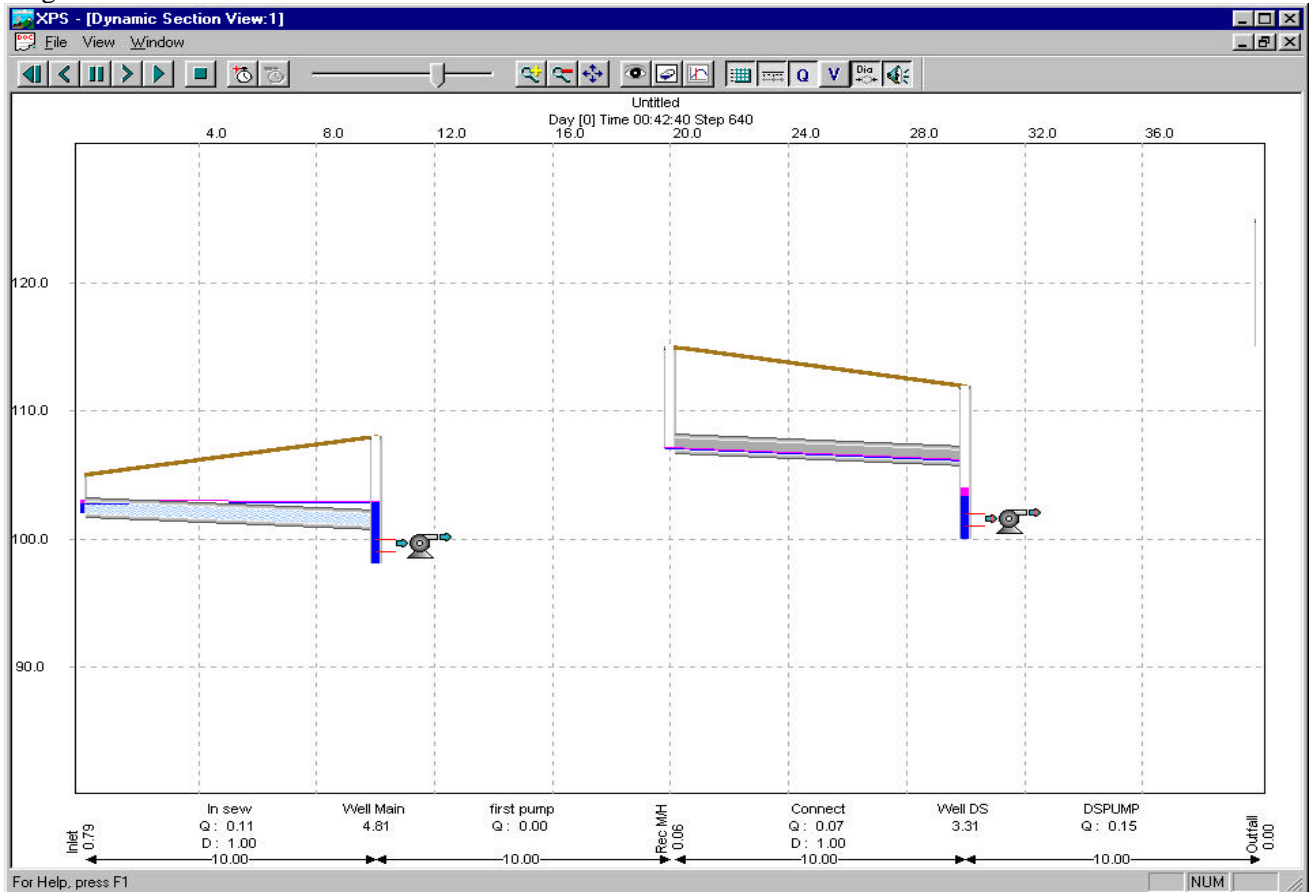 XPS - [Dynamic Section View:1]
File View Window
Q V Dia
Untitled
Day [0] Time 00:42:40 Step 640
4.0 8.0 12.0 16.0 20.0 24.0 28.0 32.0 36.0
120.0
110.0
100.0
90.0
In sew Well Main first pump Connect Well DS DSPUMP
Q : 0.11 4.81 Q : 0.00 Q : 0.07 3.31 Q : 0.15
D : 1.00 D : 1.00
Inlet
0.79
Rec M/H
0.06
Outfall
0.00
10.00 10.00 10.00 10.00
For Help, press F1 NUM